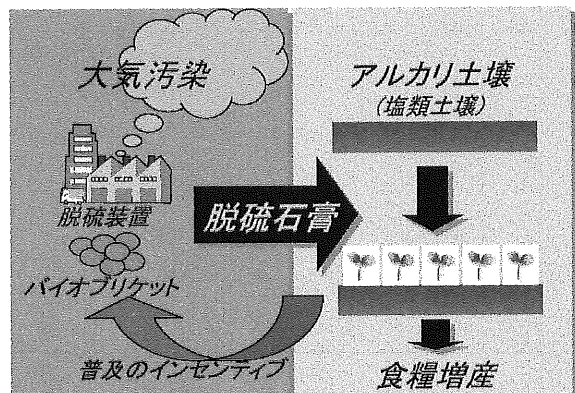 大気汚染
アルカリ土壌
(塩類土壌)
脱硫装置
脱硫石膏
バイオブリケット
普及のインセンティブ
食糧増産